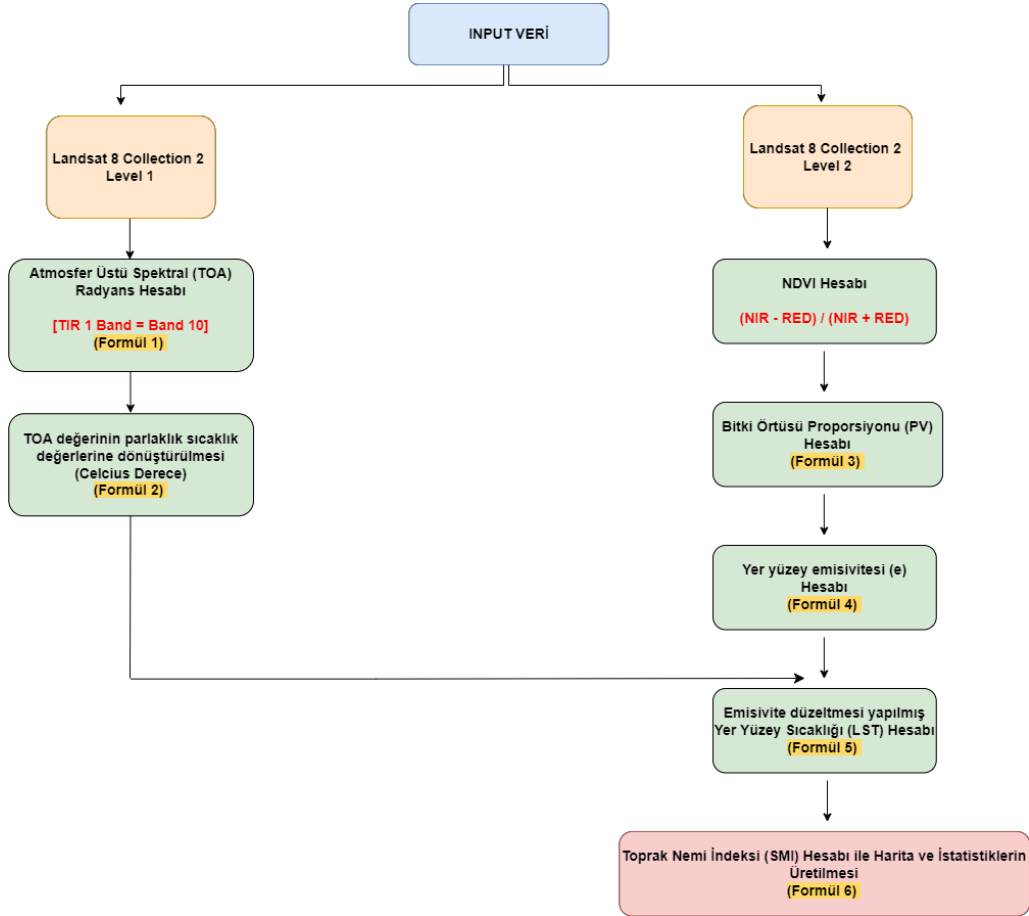 INPUT VERİ
Landsat 8 Collection 2
Level 1
Landsat 8 Collection 2
Level 2
Atmosfer Üstü Spektral (TOA)
Radyans Hesabı
[TIR 1 Band = Band 10]
(Formül 1)
NDVI Hesabı
(NIR - RED) / (NIR + RED)
TOA değerinin parlaklık sıcaklık
değerlerine dönüştürülmesi
(Celcius Derece)
(Formül 2)
Bitki Örtüsü Proporsiyonu (PV)
Hesabı
(Formül 3)
Yer yüzey emisivitesi (e)
Hesabı
(Formül 4)
Emisivite düzeltmesi yapılmış
Yer Yüzey Sıcaklığı (LST) Hesabı
(Formül 5)
Toprak Nemi İndeksi (SMI) Hesabı ile Harita ve İstatistiklerin
Üretilmesi
(Formül 6)